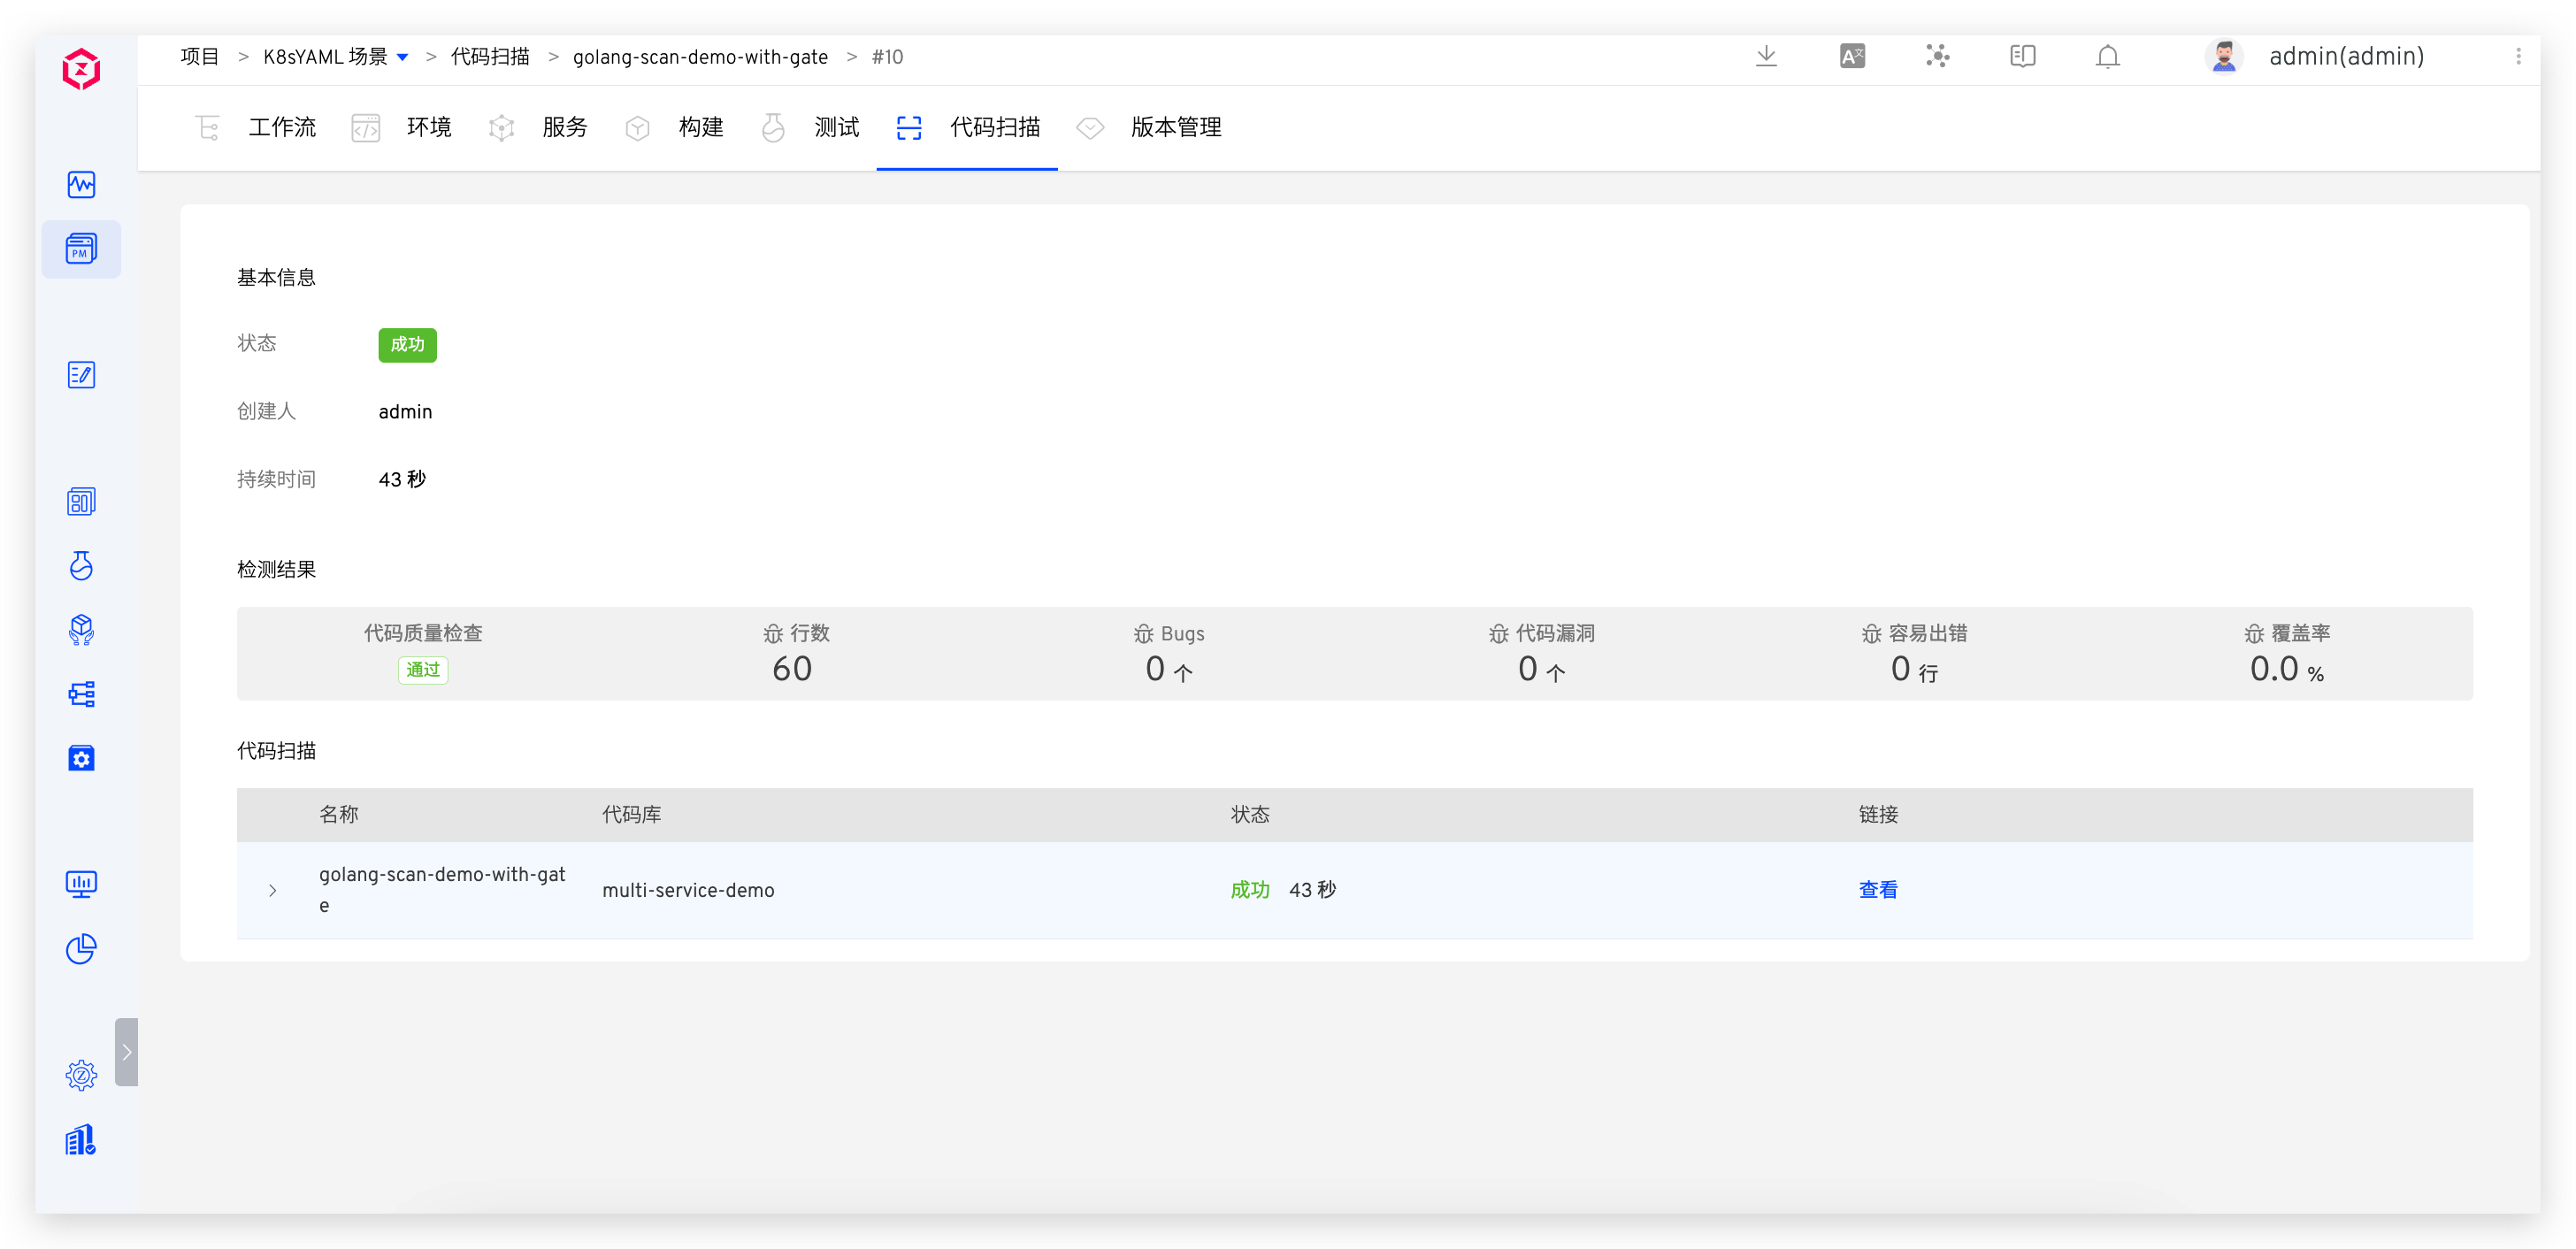 项目 > K8sYAML 场景 > 代码扫描 > golang-scan-demo-with-gate > #10
admin(admin)
工作流 环境 服务 构建 测试 代码扫描 版本管理
PM
基本信息
状态 成功
创建人 admin
持续时间 43 秒
检测结果
代码质量检查 行数 Bugs 代码漏洞 容易出错 覆盖率
通过 60 0 个 0 个 0 行 0.0 %
代码扫描
名称 代码库 状态 链接
golang-scan-demo-with-gat
e
multi-service-demo 成功 43 秒 查看